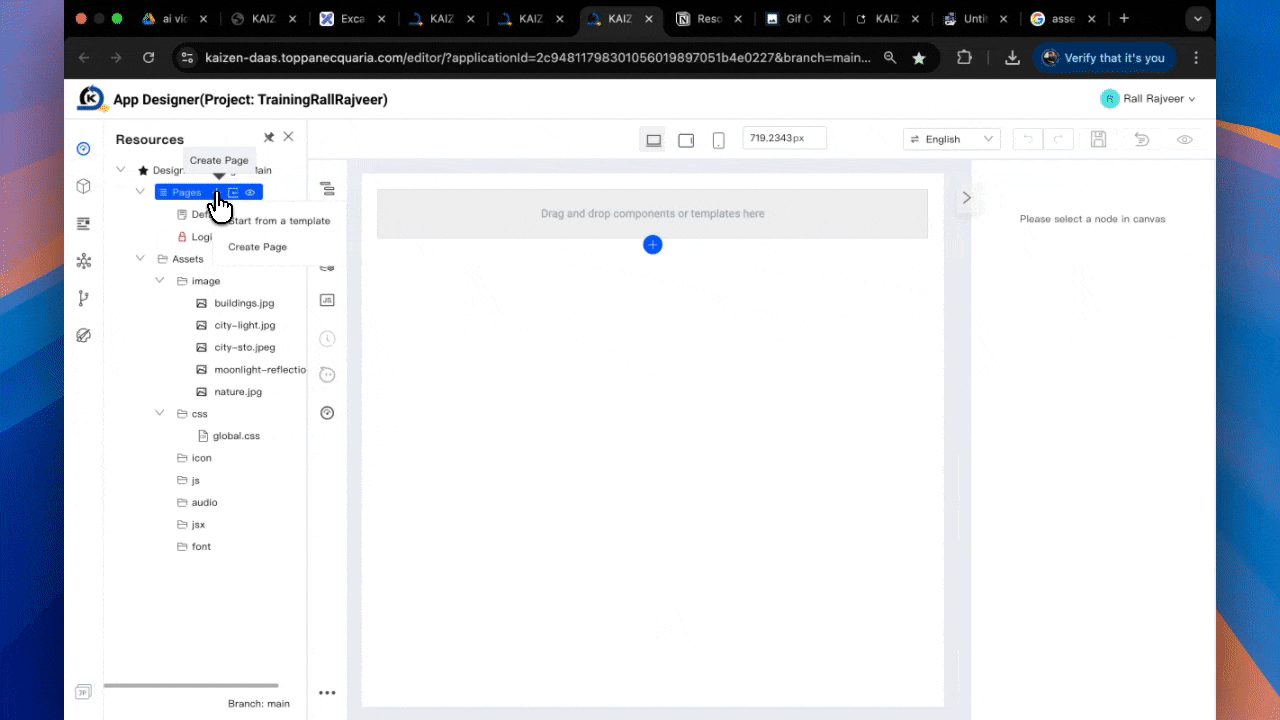 ai vic
KAIZ
Exca
KAIZ
KAIZ
KAIZ
Reso
Gif C
KAIZ
Untit
asse
kaizen-daas.toppanecquaria.com/editor/?applicationId=2c94811798301056019897051b4e0227&branch=main...
Verify that it's you
App Designer(Project: TrainingRallRajveer)
R
Rall Rajveer
Resources
719.2343px
English
Create Page
Design
ain
Pages
Start from a template
Create Page
Logi
Assets
image
buildings.jpg
city-light.jpg
city-sto.jpeg
moonlight-reflectio
nature.jpg
css
global.css
icon
js
audio
jsx
font
JS
Drag and drop components or templates here
Please select a node in canvas
Branch: main